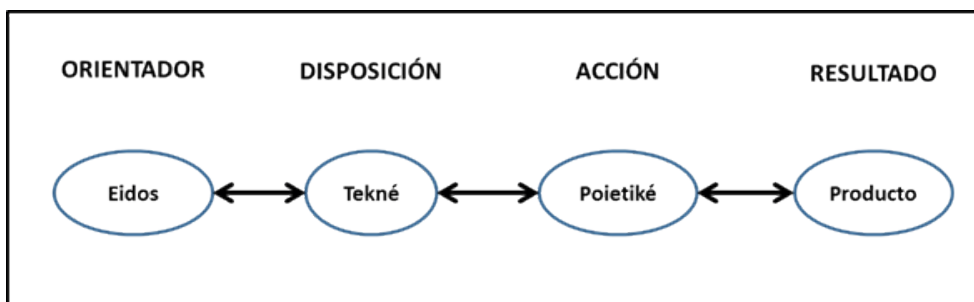 ORIENTADOR DISPOSICIÓN ACCIÓN RESULTADO
Eidos Tekné Poietiké Producto